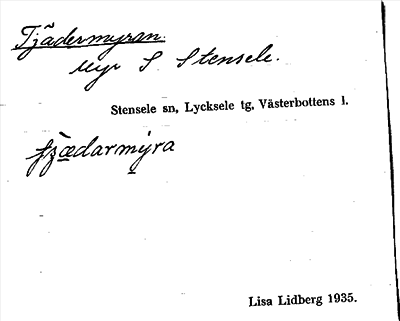 Tjädermyran.
Myr S Stensele.
Stensele sn, Lycksele tg, Västerbottens l.
fjædarmyra
Lisa Lidberg 1935.